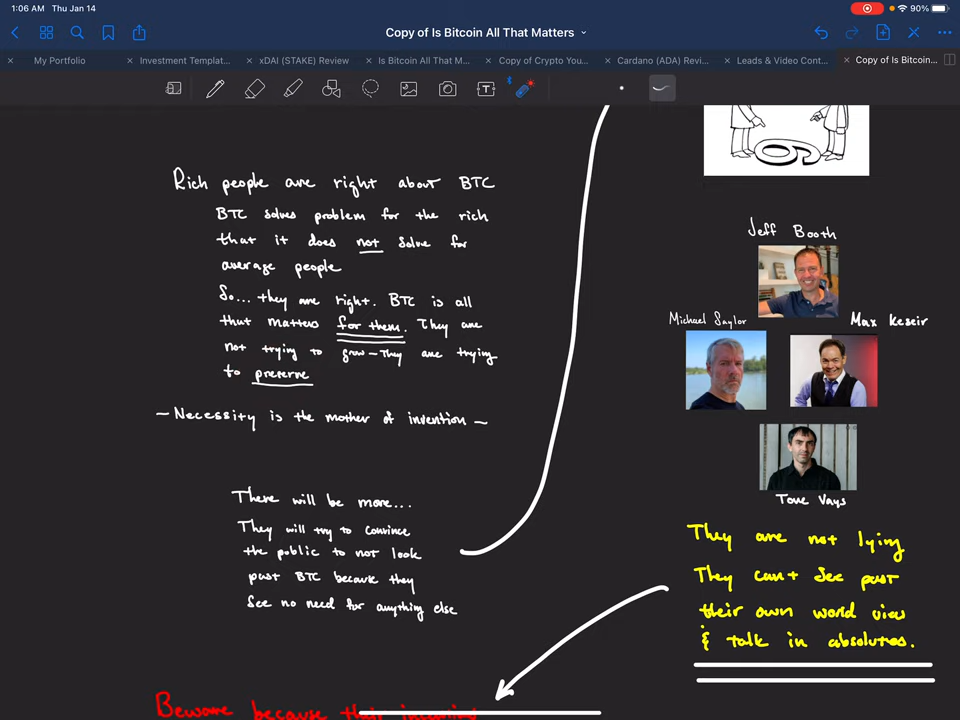 1:06 AM Thu Jan 14
90%
Copy of Is Bitcoin All That Matters
My Portfolio
Investment Templat...
xDAI (STAKE) Review
Is Bitcoin All That M...
Copy of Crypto You...
Cardano (ADA) Revi...
Leads & Video Cont...
Copy of Is Bitcoin...
T
Rich people are right about BTC
BTC solves problem for the rich
that it does not solve for
average people
So... they are right. BTC is all
that matters for them. They are
not trying to grow - They are trying
to preserve
- Necessity is the mother of invention -
There will be more...
They will try to convince
the public to not look
past BTC because they
see no need for anything else
Jeff Booth
Michael Saylor
Max Keseir
Tone Vays
They are not lying
They can't see past
their own world view
& talk in absolutes.
Beware because their